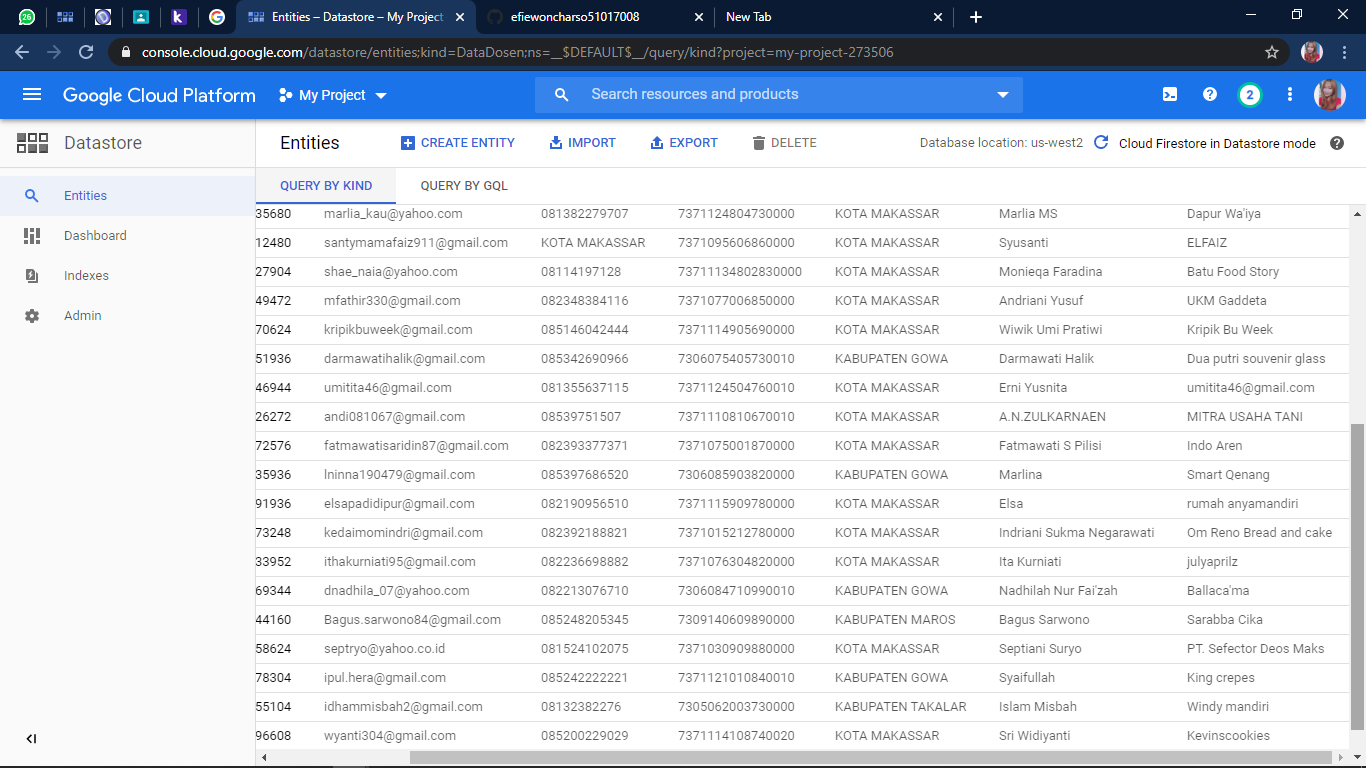 26
Entities – Datastore – My Project
efiewoncharso51017008
New Tab
console.cloud.google.com/datastore/entities;kind=DataDosen;ns=__$DEFAULT$__/query/kind?project=my-project-273506
Google Cloud Platform My Project Search resources and products 2
Datastore Entities CREATE ENTITY IMPORT EXPORT DELETE Database location: us-west2 Cloud Firestore in Datastore mode
Entities
Dashboard
Indexes
Admin
QUERY BY KIND QUERY BY GQL
35680 marlia_kau@yahoo.com 081382279707 7371124804730000 KOTA MAKASSAR Marlia MS Dapur Wa'iya
12480 santymamafaiz911@gmail.com KOTA MAKASSAR 7371095606860000 KOTA MAKASSAR Syusanti ELFAIZ
27904 shae_naia@yahoo.com 08114197128 73711134802830000 KOTA MAKASSAR Monieqa Faradina Batu Food Story
49472 mfathir330@gmail.com 082348384116 7371077006850000 KOTA MAKASSAR Andriani Yusuf UKM Gaddeta
70624 kripikbuweek@gmail.com 085146042444 7371114905690000 KOTA MAKASSAR Wiwik Umi Pratiwi Kripik Bu Week
51936 darmawatihalik@gmail.com 085342690966 7306075405730010 KABUPATEN GOWA Darmawati Halik Dua putri souvenir glass
46944 umitita46@gmail.com 081355637115 7371124504760010 KOTA MAKASSAR Erni Yusnita umitita46@gmail.com
26272 andi081067@gmail.com 08539751507 7371110810670010 KOTA MAKASSAR A.N.ZULKARNAEN MITRA USAHA TANI
72576 fatmawatisaridin87@gmail.com 082393377371 7371075001870000 KOTA MAKASSAR Fatmawati S Pilisi Indo Aren
35936 lninna190479@gmail.com 085397686520 7306085903820000 KABUPATEN GOWA Marlina Smart Qenang
91936 elsapadidipur@gmail.com 082190956510 7371115909780000 KOTA MAKASSAR Elsa rumah anyamandiri
73248 kedaimomindri@gmail.com 082392188821 7371015212780000 KOTA MAKASSAR Indriani Sukma Negarawati Om Reno Bread and cake
33952 ithakurniati95@gmail.com 082236698882 7371076304820000 KOTA MAKASSAR Ita Kurniati julyaprilz
69344 dnadhila_07@yahoo.com 082213076710 7306084710990010 KABUPATEN GOWA Nadhilah Nur Fai'zah Ballaca'ma
44160 Bagus.sarwono84@gmail.com 085248205345 7309140609890000 KABUPATEN MAROS Bagus Sarwono Sarabba Cika
58624 septryo@yahoo.co.id 081524102075 7371030909880000 KOTA MAKASSAR Septiani Suryo PT. Sefector Deos Maks
78304 ipul.hera@gmail.com 085242222221 7371121010840010 KABUPATEN GOWA Syaifullah King crepes
55104 idhammisbah2@gmail.com 08132382276 7305062003730000 KABUPATEN TAKALAR Islam Misbah Windy mandiri
96608 wyanti304@gmail.com 085200229029 7371114108740020 KOTA MAKASSAR Sri Widiyanti Kevinscookies